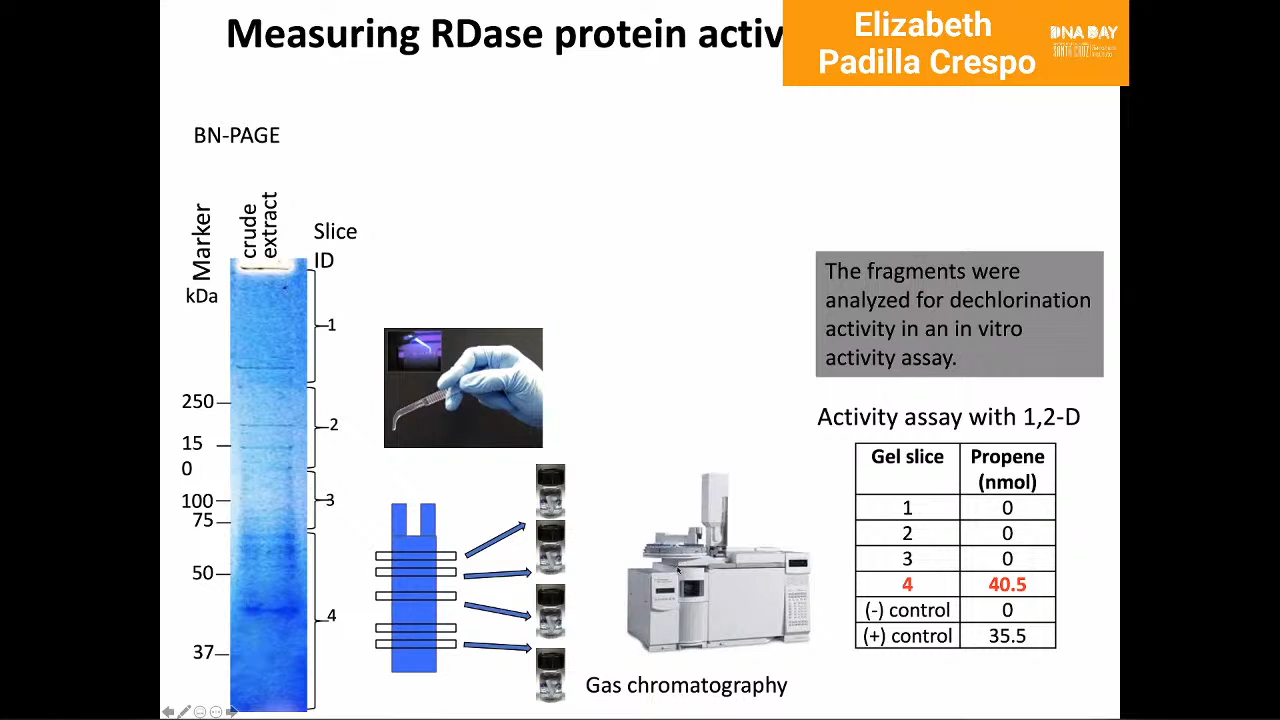 Measuring RDase protein activ
Elizabeth
Padilla Crespo
DNA DAY
SANTA CRUZ
BN-PAGE
Marker
crude
extract
Slice
ID
kDa
250
15
0
100
75
50
37
1
2
3
4
The fragments were
analyzed for dechlorination
activity in an in vitro
activity assay.
Activity assay with 1,2-D
Gel slice Propene
(nmol)
1 0
2 0
3 0
4 40.5
(-) control 0
(+) control 35.5
Gas chromatography